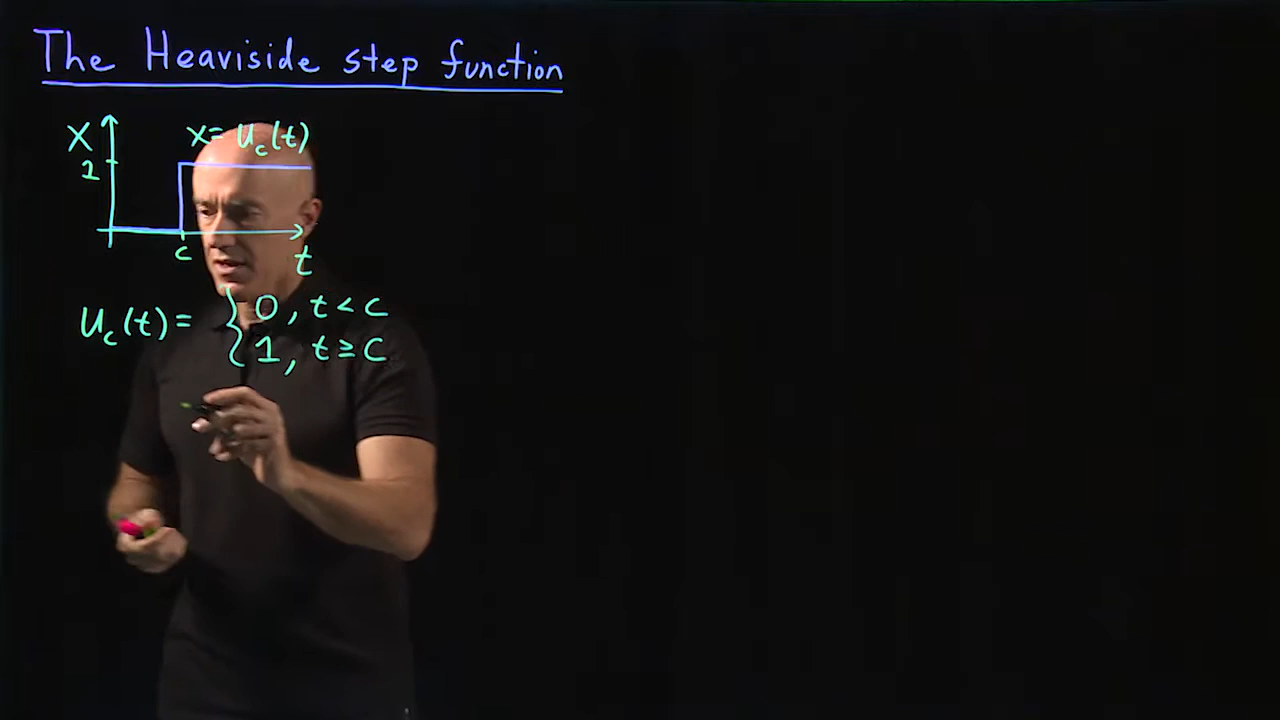 The Heaviside step function
x
1
x = u_c(t)
c
t
u_c(t) = { 0, t < c
1, t ≥ c